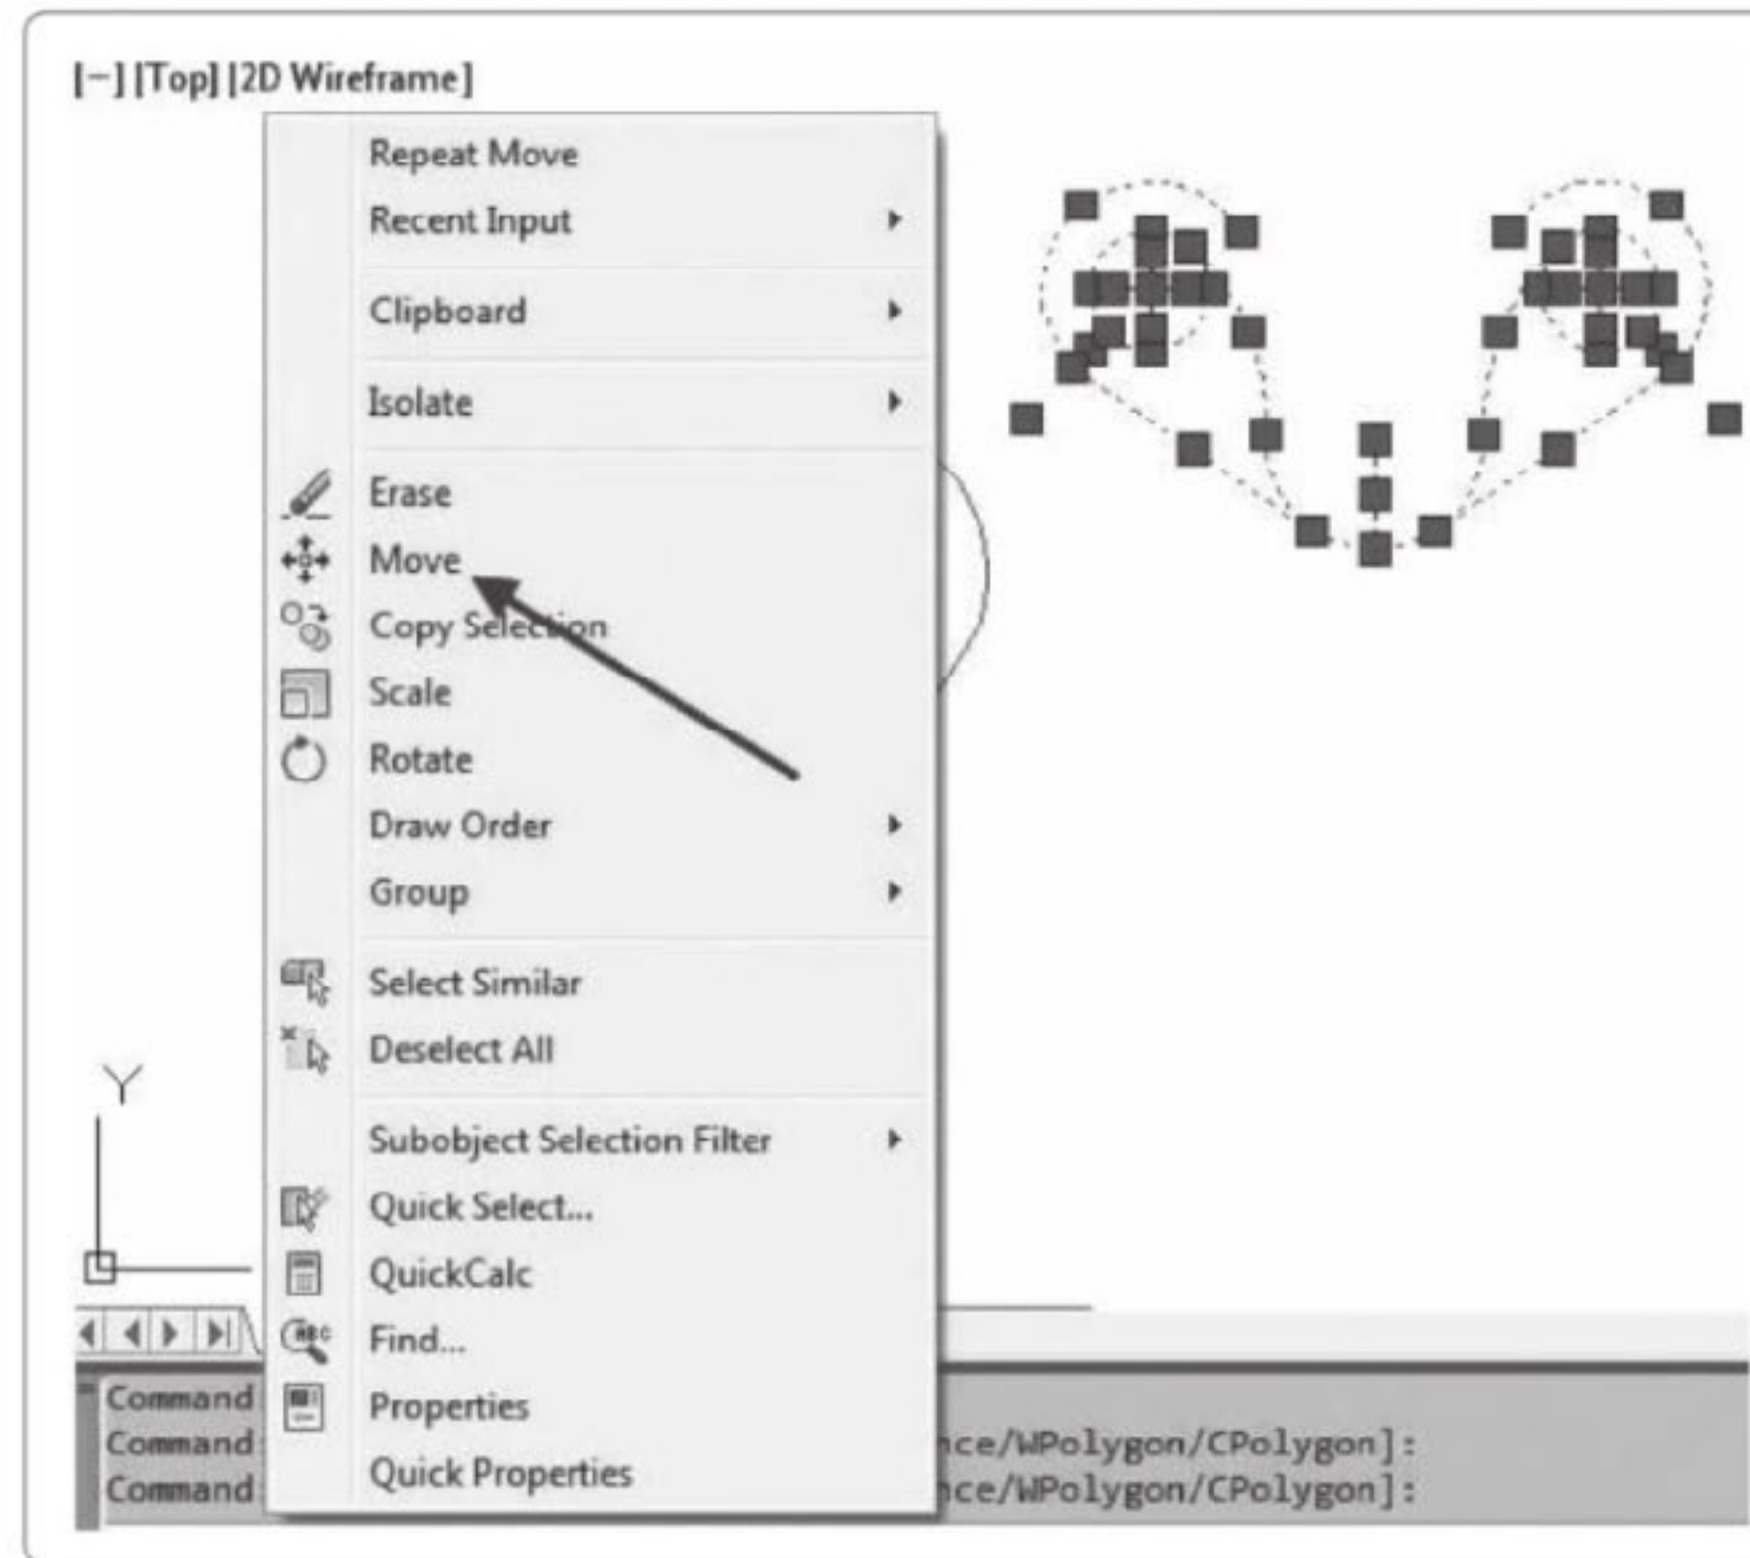 [−] [Top] [2D Wireframe]
Repeat Move
Recent Input
Clipboard
Isolate
Erase
Move
Copy Selection
Scale
Rotate
Draw Order
Group
Select Similar
Deselect All
Y
Subobject Selection Filter
Quick Select...
QuickCalc
ABC
Find...
Properties
Quick Properties
Command
Command: nce/WPolygon/CPolygon]:
Command: nce/WPolygon/CPolygon]: